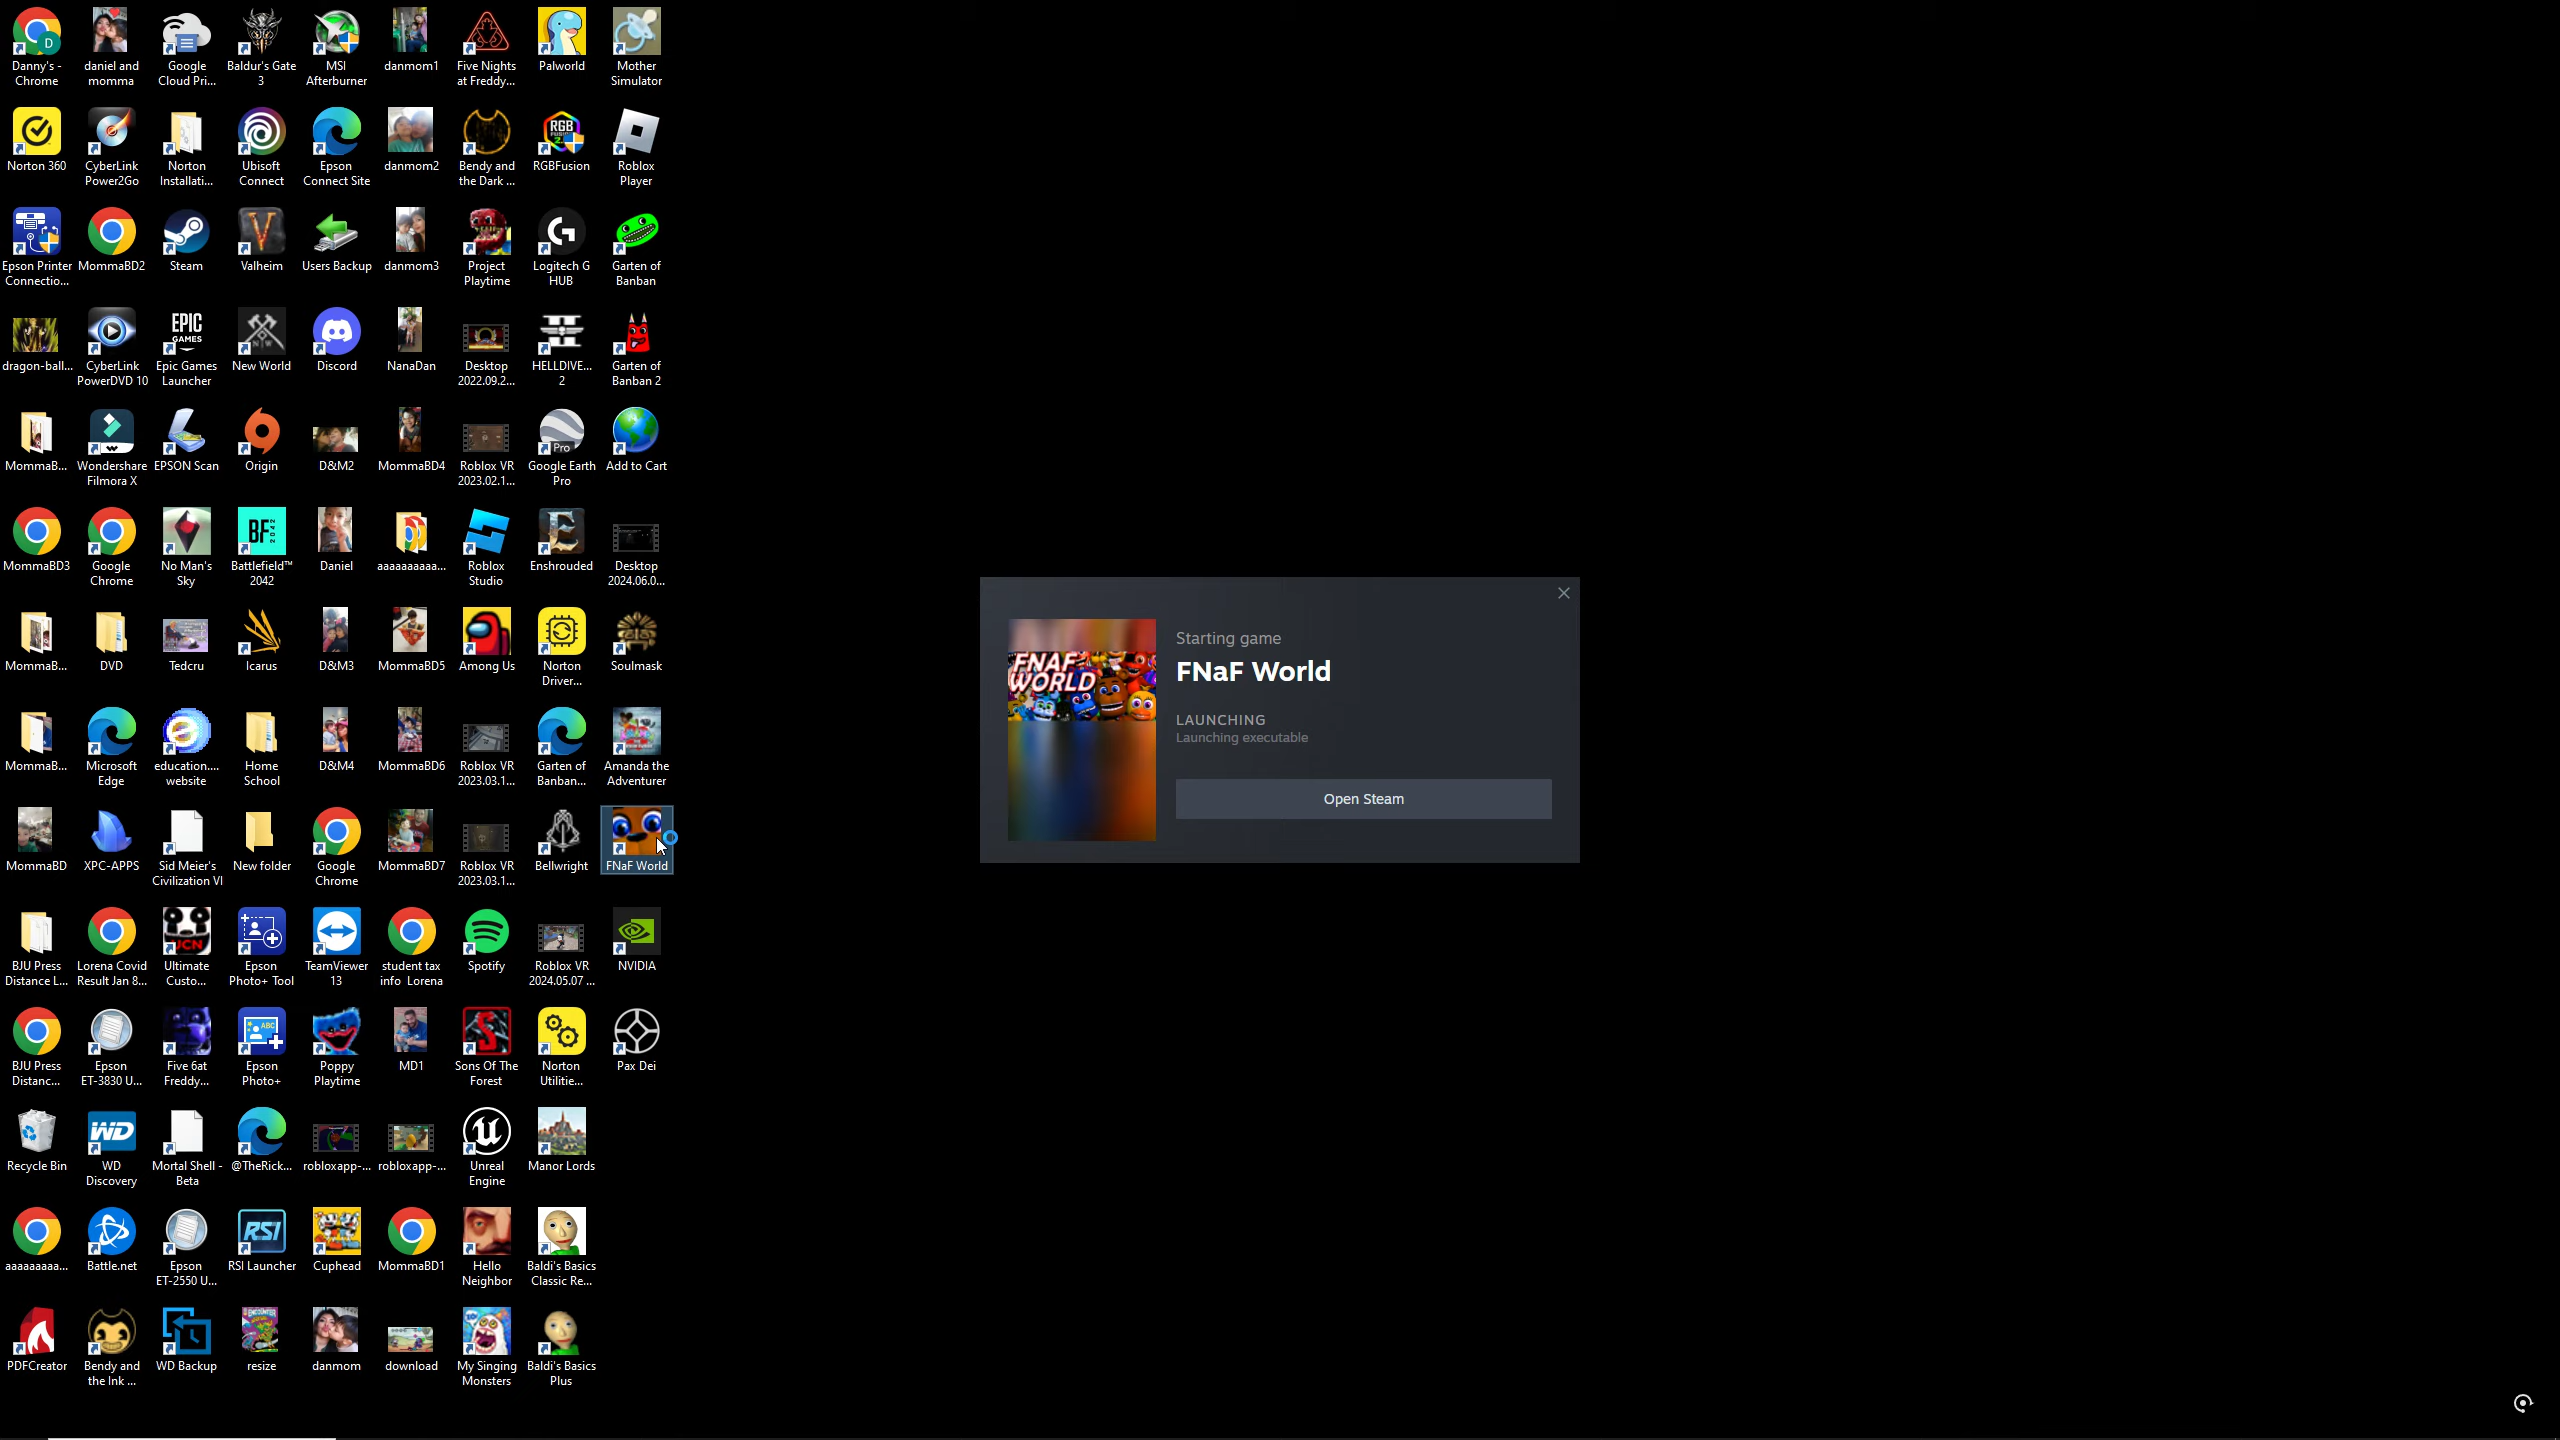 Danny's -
Chrome
daniel and
momma
Google
Cloud Pri...
Baldur's Gate
3
MSI
Afterburner
danmom1
Five Nights
at Freddy...
Palworld
Mother
Simulator
Norton 360
CyberLink
Power2Go
Norton
Installati...
Ubisoft
Connect
Epson
Connect Site
danmom2
Bendy and
the Dark ...
RGB
RGBFusion
Roblox
Player
Epson Printer
Connectio...
MommaBD2
Steam
Valheim
Users Backup
danmom3
Project
Playtime
Logitech G
HUB
Garten of
Banban
dragon-ball...
CyberLink
PowerDVD 10
EPIC
GAMES
Epic Games
Launcher
New World
Discord
NanaDan
Desktop
2022.09.2...
HELLDIVE...
2
Garten of
Banban 2
MommaB...
Wondershare
Filmora X
EPSON Scan
Origin
D&M2
MommaBD4
Roblox VR
2023.02.1...
Pro
Google Earth
Pro
Add to Cart
MommaBD3
Google
Chrome
No Man's
Sky
BF
2042
Battlefield™
2042
Daniel
aaaaaaaaaa...
Roblox
Studio
Enshrouded
Desktop
2024.06.0...
MommaB...
DVD
Tedcru
Icarus
D&M3
MommaBD5
Among Us
Norton
Driver...
Soulmask
MommaB...
Microsoft
Edge
education....
website
Home
School
D&M4
MommaBD6
Roblox VR
2023.03.1...
Garten of
Banban...
Amanda the
Adventurer
MommaBD
XPC-APPS
Sid Meier's
Civilization VI
New folder
Google
Chrome
MommaBD7
Roblox VR
2023.03.1...
Bellwright
FNaF World
BJU Press
Distance L...
Lorena Covid
Result Jan 8...
UCN
Ultimate
Custo...
Epson
Photo+ Tool
TeamViewer
13
student tax
info Lorena
Spotify
Roblox VR
2024.05.07 ...
NVIDIA
BJU Press
Distanc...
Epson
ET-3830 U...
Five 6at
Freddy...
ABC
Epson
Photo+
Poppy
Playtime
MD1
Sons Of The
Forest
Norton
Utilitie...
Pax Dei
Recycle Bin
WD
WD
Discovery
Mortal Shell -
Beta
@TheRick...
robloxapp-...
robloxapp-...
Unreal
Engine
Manor Lords
aaaaaaaaa...
Battle.net
Epson
ET-2550 U...
RSI
RSI Launcher
Cuphead
MommaBD1
Hello
Neighbor
Baldi's Basics
Classic Re...
PDFCreator
Bendy and
the Ink ...
WD Backup
resize
danmom
download
My Singing
Monsters
Baldi's Basics
Plus
FNAF
WORLD
Starting game
FNaF World
LAUNCHING
Launching executable
Open Steam